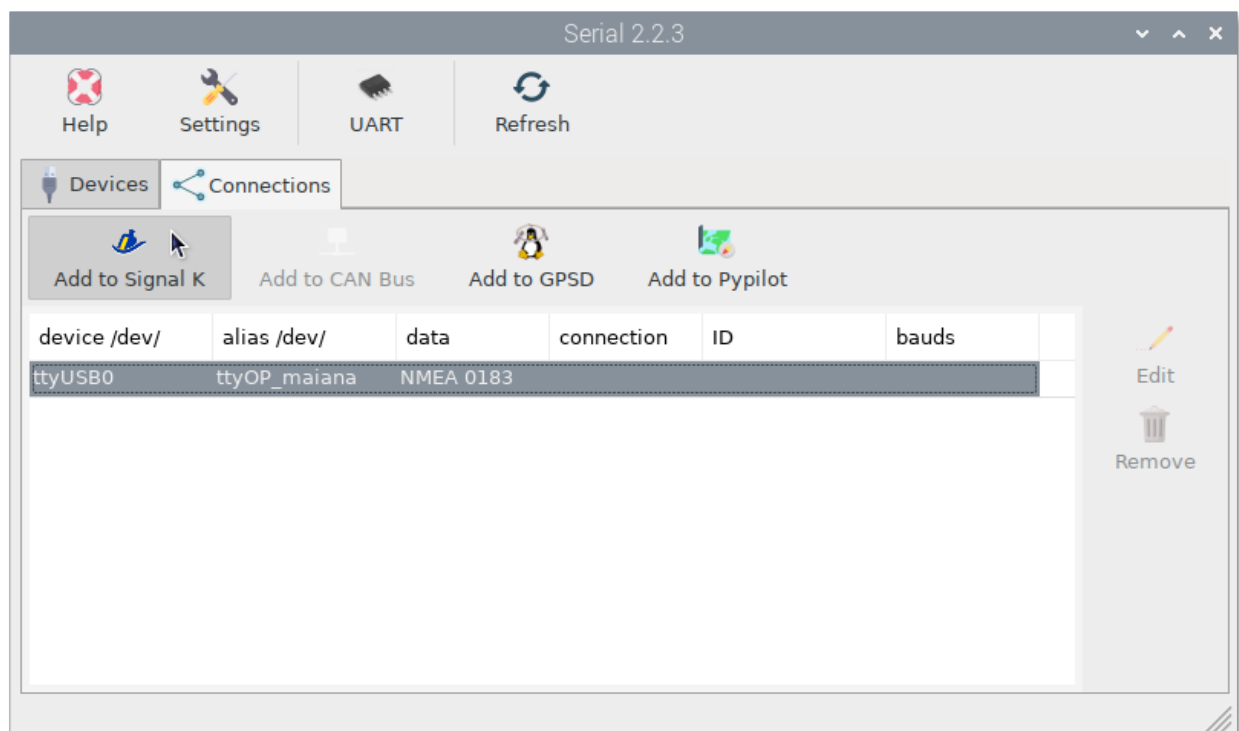 Serial 2.2.3
Help Settings UART Refresh
Devices Connections
Add to Signal K Add to CAN Bus Add to GPSD Add to Pypilot
device /dev/ alias /dev/ data connection ID bauds
ttyUSB0 ttyOP_maiana NMEA 0183
Edit
Remove